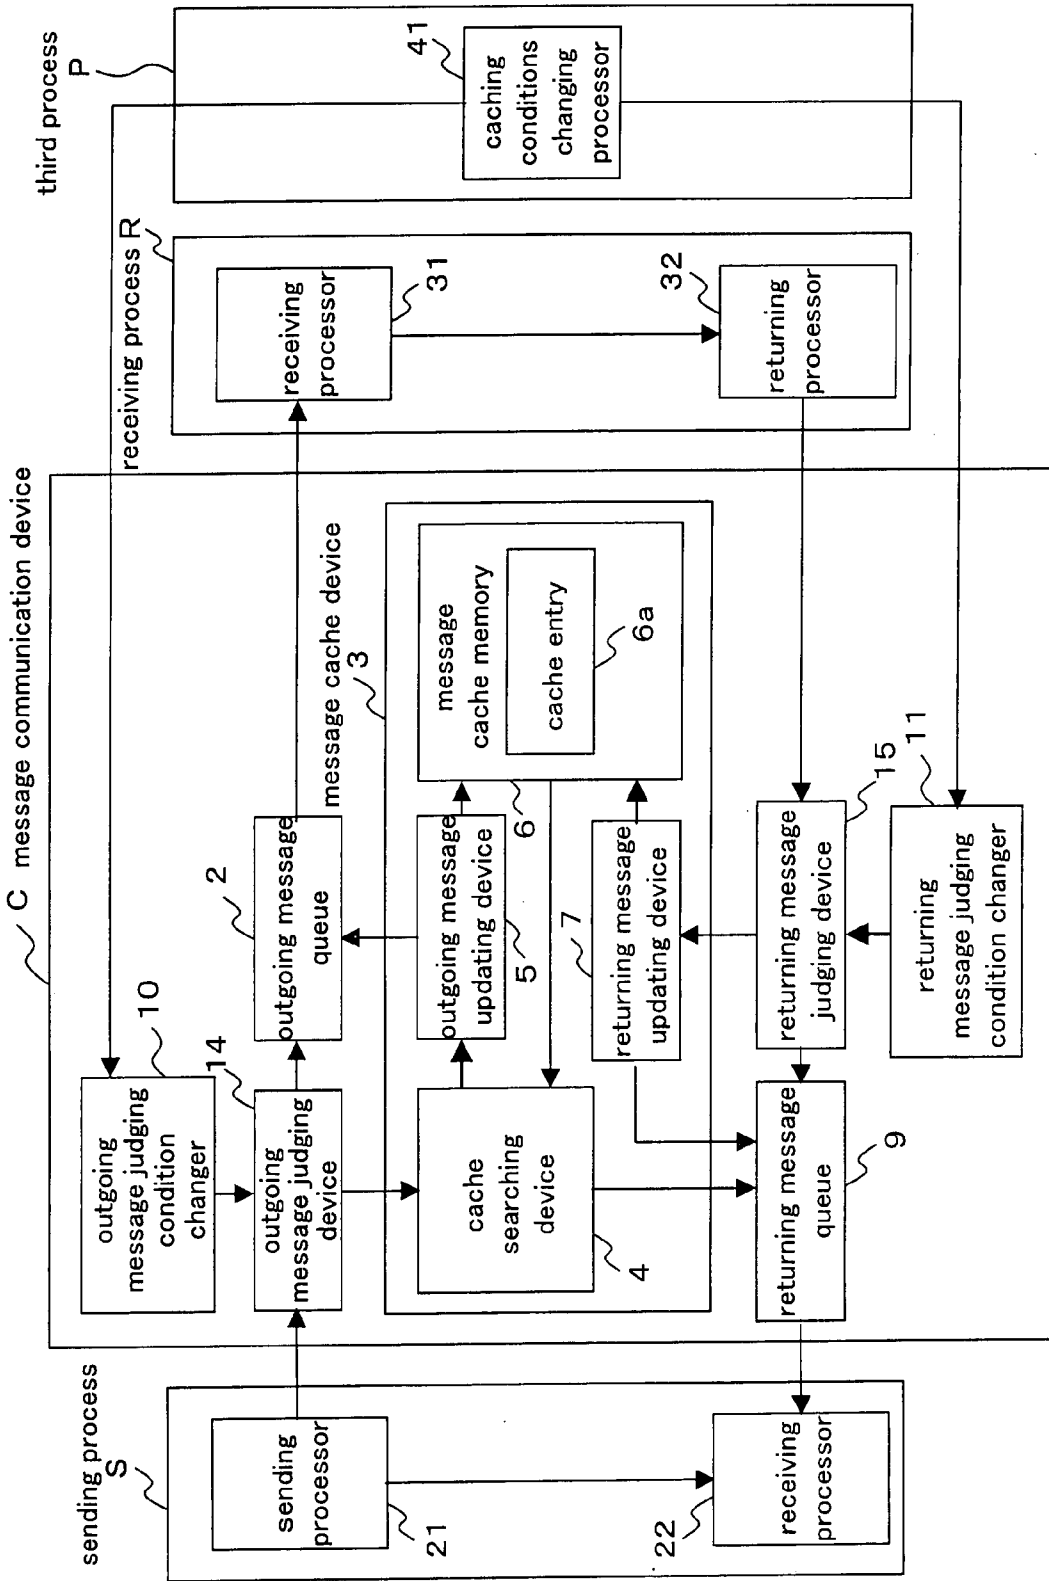 sending process
S
sending
processor
21
receiving
processor
22
C message communication device
outgoing
message judging
condition
changer
10
outgoing
message judging
device
14
outgoing message
queue
2
message cache device
3
cache
searching
device
4
outgoing message
updating device
5
message
cache memory
6
cache entry
6a
returning message
updating device
7
returning message
queue
9
returning message
judging device
15
returning
message judging
condition changer
11
receiving process R
receiving
processor
31
returning
processor
32
third process
P
caching
conditions
changing
processor
41